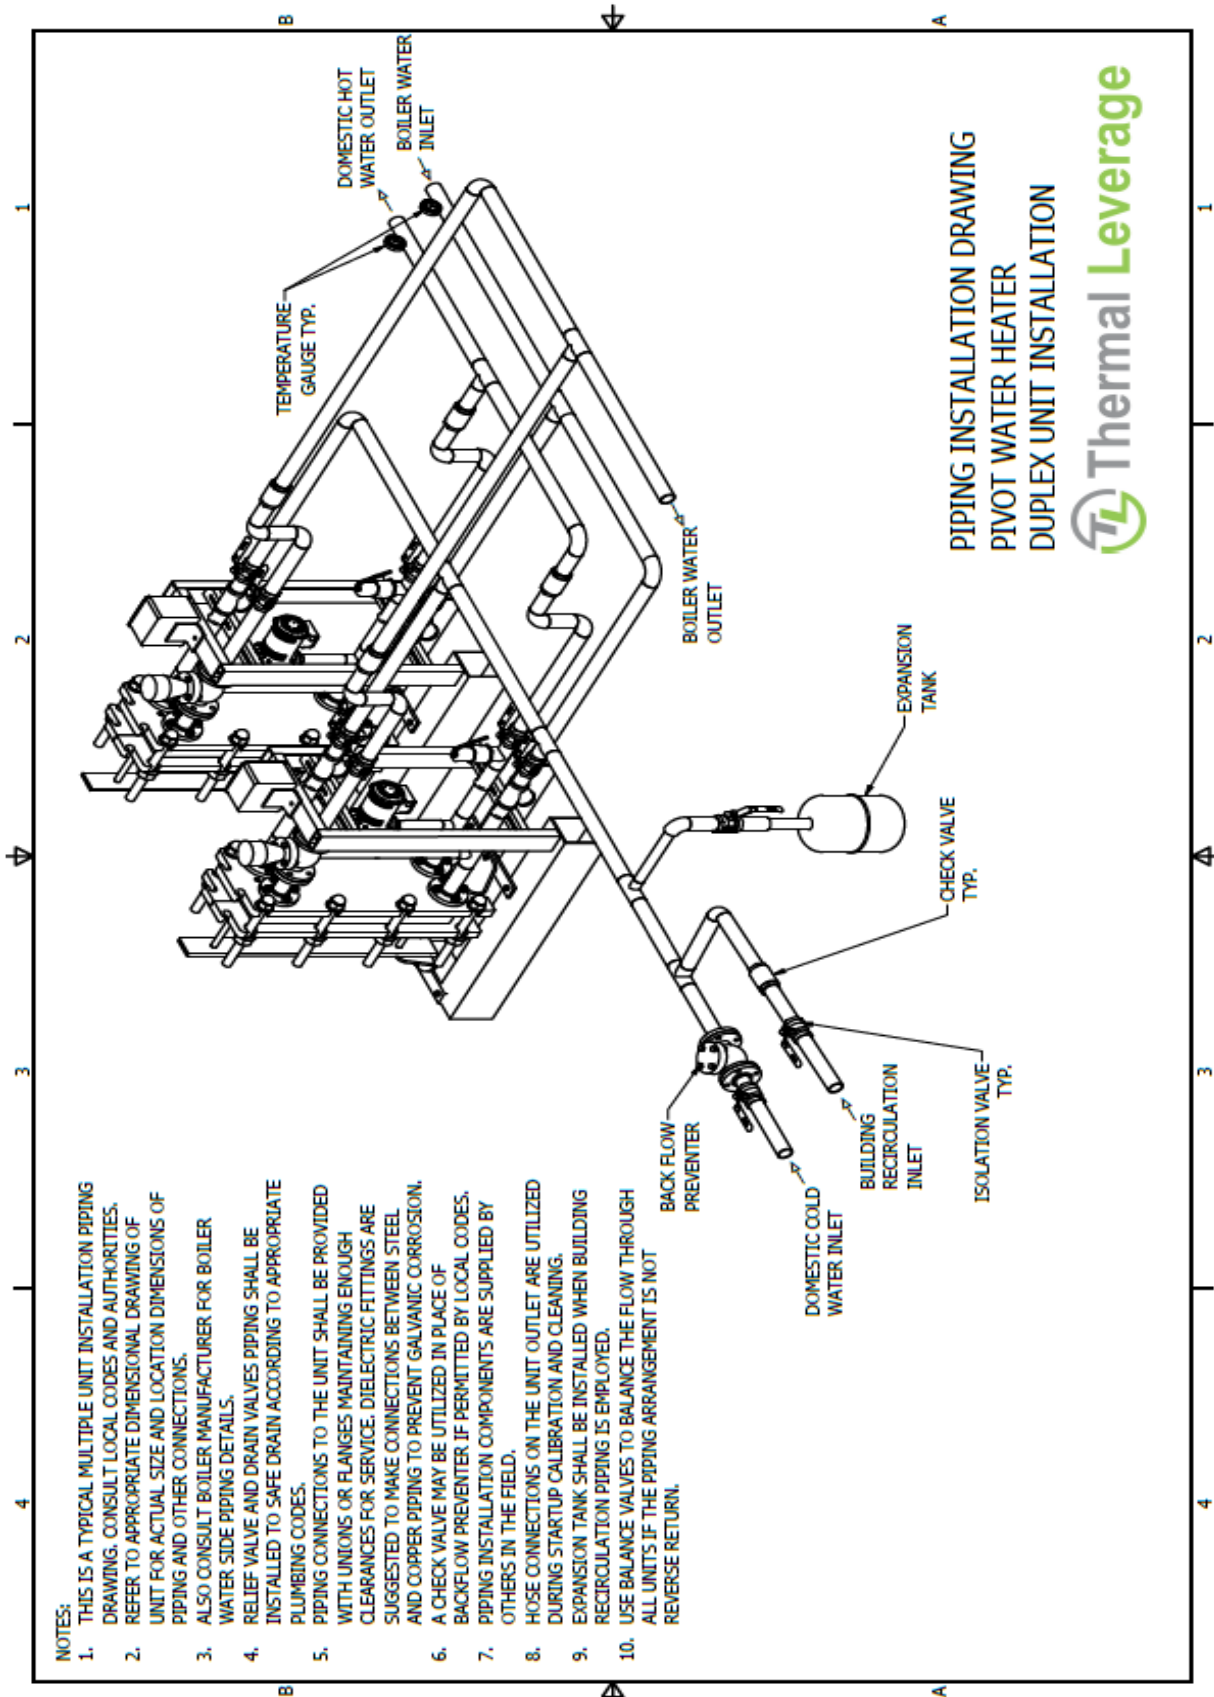 NOTES:
1. THIS IS A TYPICAL MULTIPLE UNIT INSTALLATION PIPING
DRAWING. CONSULT LOCAL CODES AND AUTHORITIES.
2. REFER TO APPROPRIATE DIMENSIONAL DRAWING OF
UNIT FOR ACTUAL SIZE AND LOCATION DIMENSIONS OF
PIPING AND OTHER CONNECTIONS.
3. ALSO CONSULT BOILER MANUFACTURER FOR BOILER
WATER SIDE PIPING DETAILS.
4. RELIEF VALVE AND DRAIN VALVES PIPING SHALL BE
INSTALLED TO SAFE DRAIN ACCORDING TO APPROPRIATE
PLUMBING CODES.
5. PIPING CONNECTIONS TO THE UNIT SHALL BE PROVIDED
WITH UNIONS OR FLANGES MAINTAINING ENOUGH
CLEARANCES FOR SERVICE. DIELECTRIC FITTINGS ARE
SUGGESTED TO MAKE CONNECTIONS BETWEEN STEEL
AND COPPER PIPING TO PREVENT GALVANIC CORROSION.
6. A CHECK VALVE MAY BE UTILIZED IN PLACE OF
BACKFLOW PREVENTER IF PERMITTED BY LOCAL CODES.
7. PIPING INSTALLATION COMPONENTS ARE SUPPLIED BY
OTHERS IN THE FIELD.
8. HOSE CONNECTIONS ON THE UNIT OUTLET ARE UTILIZED
DURING STARTUP CALIBRATION AND CLEANING.
9. EXPANSION TANK SHALL BE INSTALLED WHEN BUILDING
RECIRCULATION PIPING IS EMPLOYED.
10. USE BALANCE VALVES TO BALANCE THE FLOW THROUGH
ALL UNITS IF THE PIPING ARRANGEMENT IS NOT
REVERSE RETURN.
TEMPERATURE
GAUGE TYP.
DOMESTIC HOT
WATER OUTLET
BOILER WATER
INLET
BOILER WATER
OUTLET
EXPANSION
TANK
CHECK VALVE
TYP.
BACK FLOW
PREVENTER
DOMESTIC COLD
WATER INLET
BUILDING
RECIRCULATION
INLET
ISOLATION VALVE
TYP.
PIPING INSTALLATION DRAWING
PIVOT WATER HEATER
DUPLEX UNIT INSTALLATION
TL Thermal Leverage
4
3
2
1
4
3
2
1
B
A
B
A